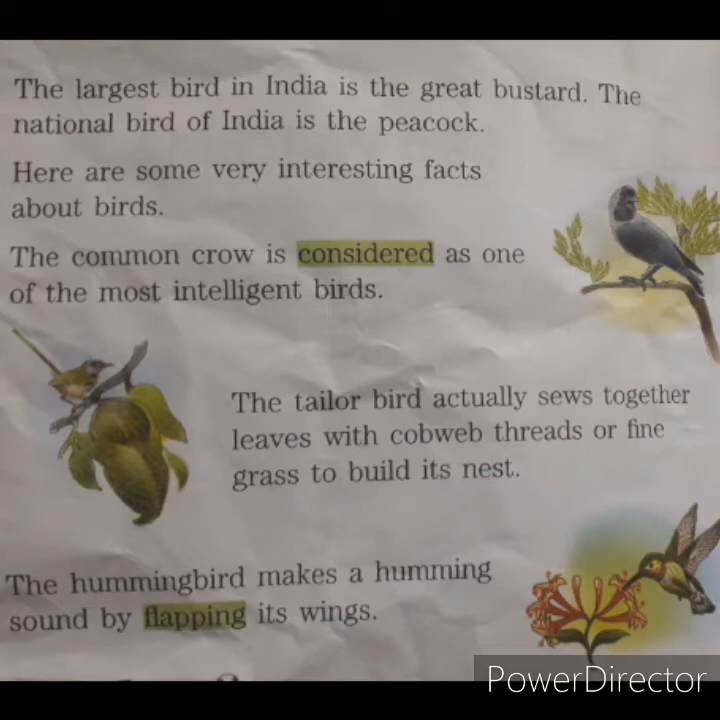 The largest bird in India is the great bustard. The
national bird of India is the peacock.
Here are some very interesting facts
about birds.
The common crow is considered as one
of the most intelligent birds.
The tailor bird actually sews together
leaves with cobweb threads or fine
grass to build its nest.
The hummingbird makes a humming
sound by flapping its wings.
PowerDirector